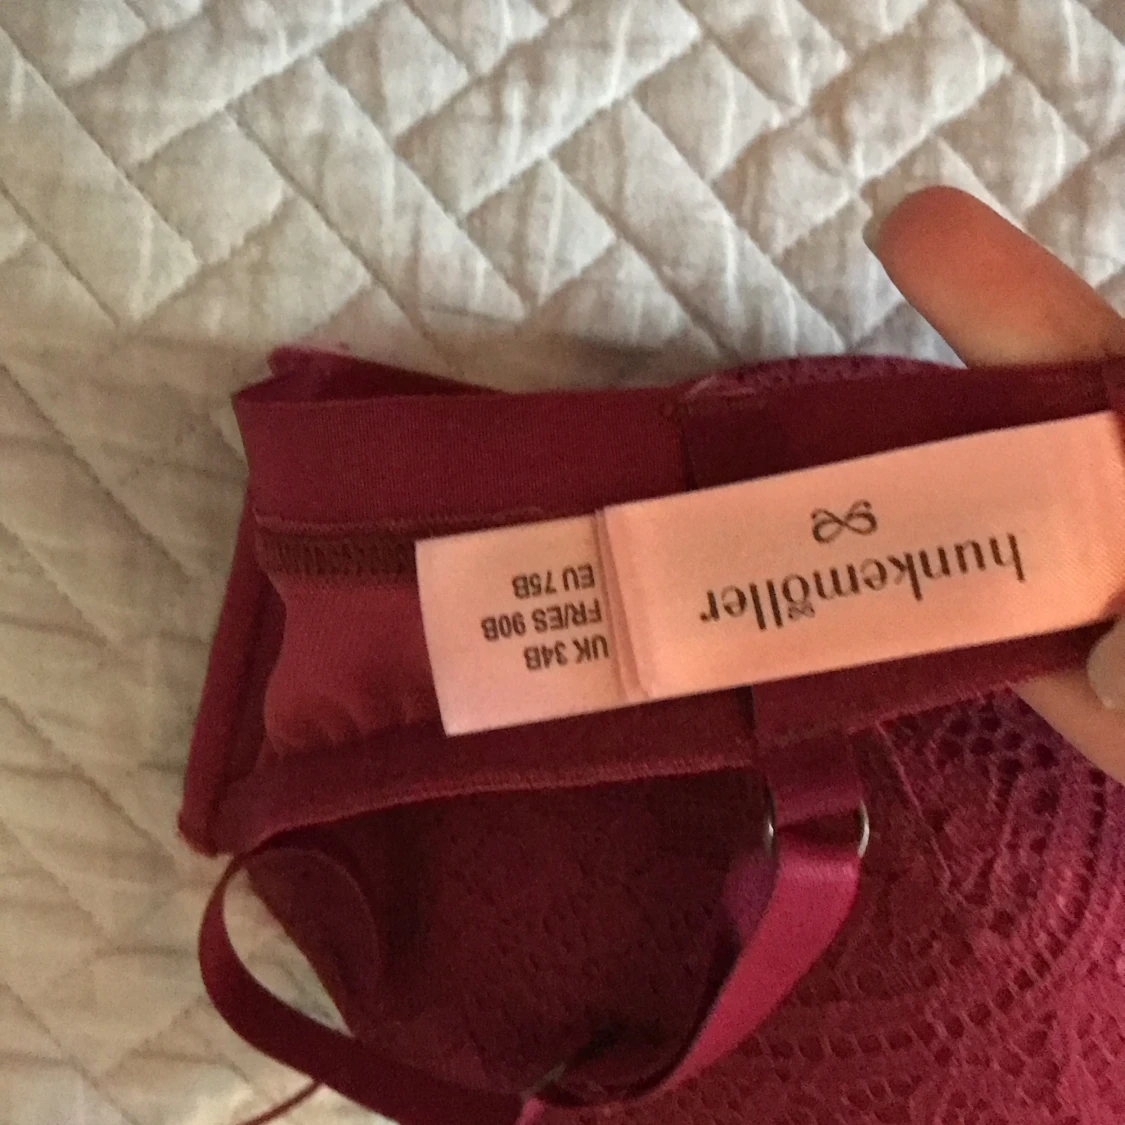 hunkemöller
EU 75B
FR/ES 90B
UK 34B